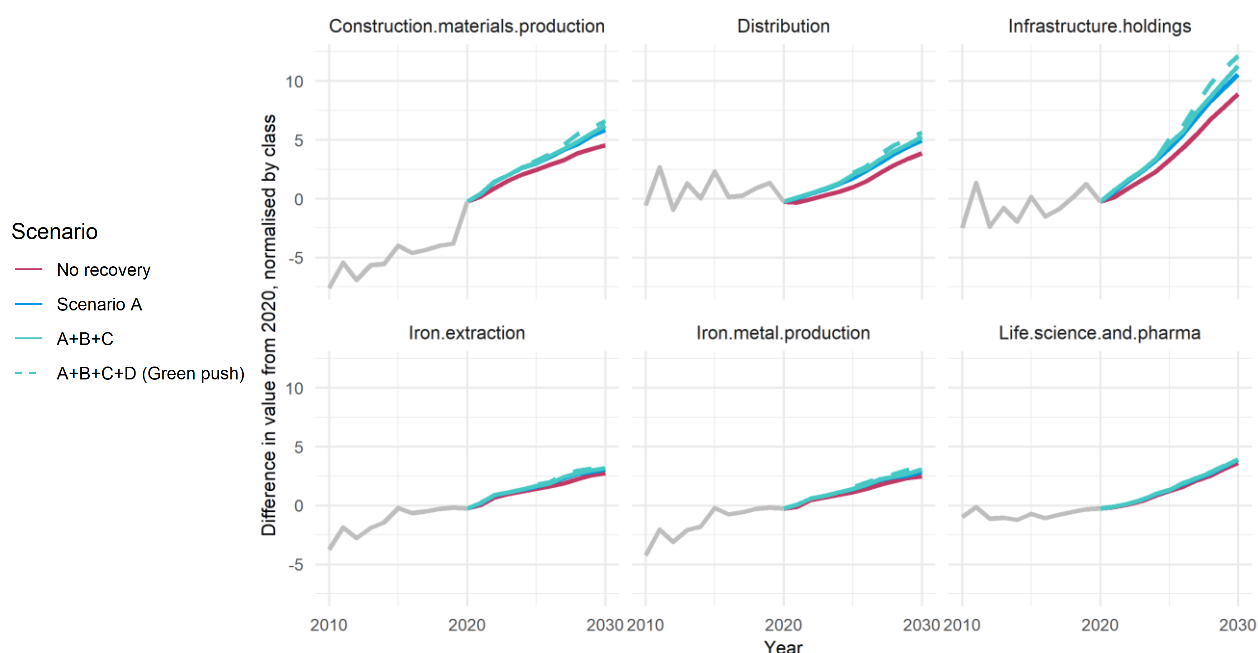 Construction.materials.production
Distribution
Infrastructure.holdings
10
5
0
-5
Iron.extraction
Iron.metal.production
Life.science.and.pharma
10
5
0
-5
2010
2020
2030
2010
2020
2030
2010
2020
2030
Year
Difference in value from 2020, normalised by class
Scenario
No recovery
Scenario A
A+B+C
A+B+C+D (Green push)